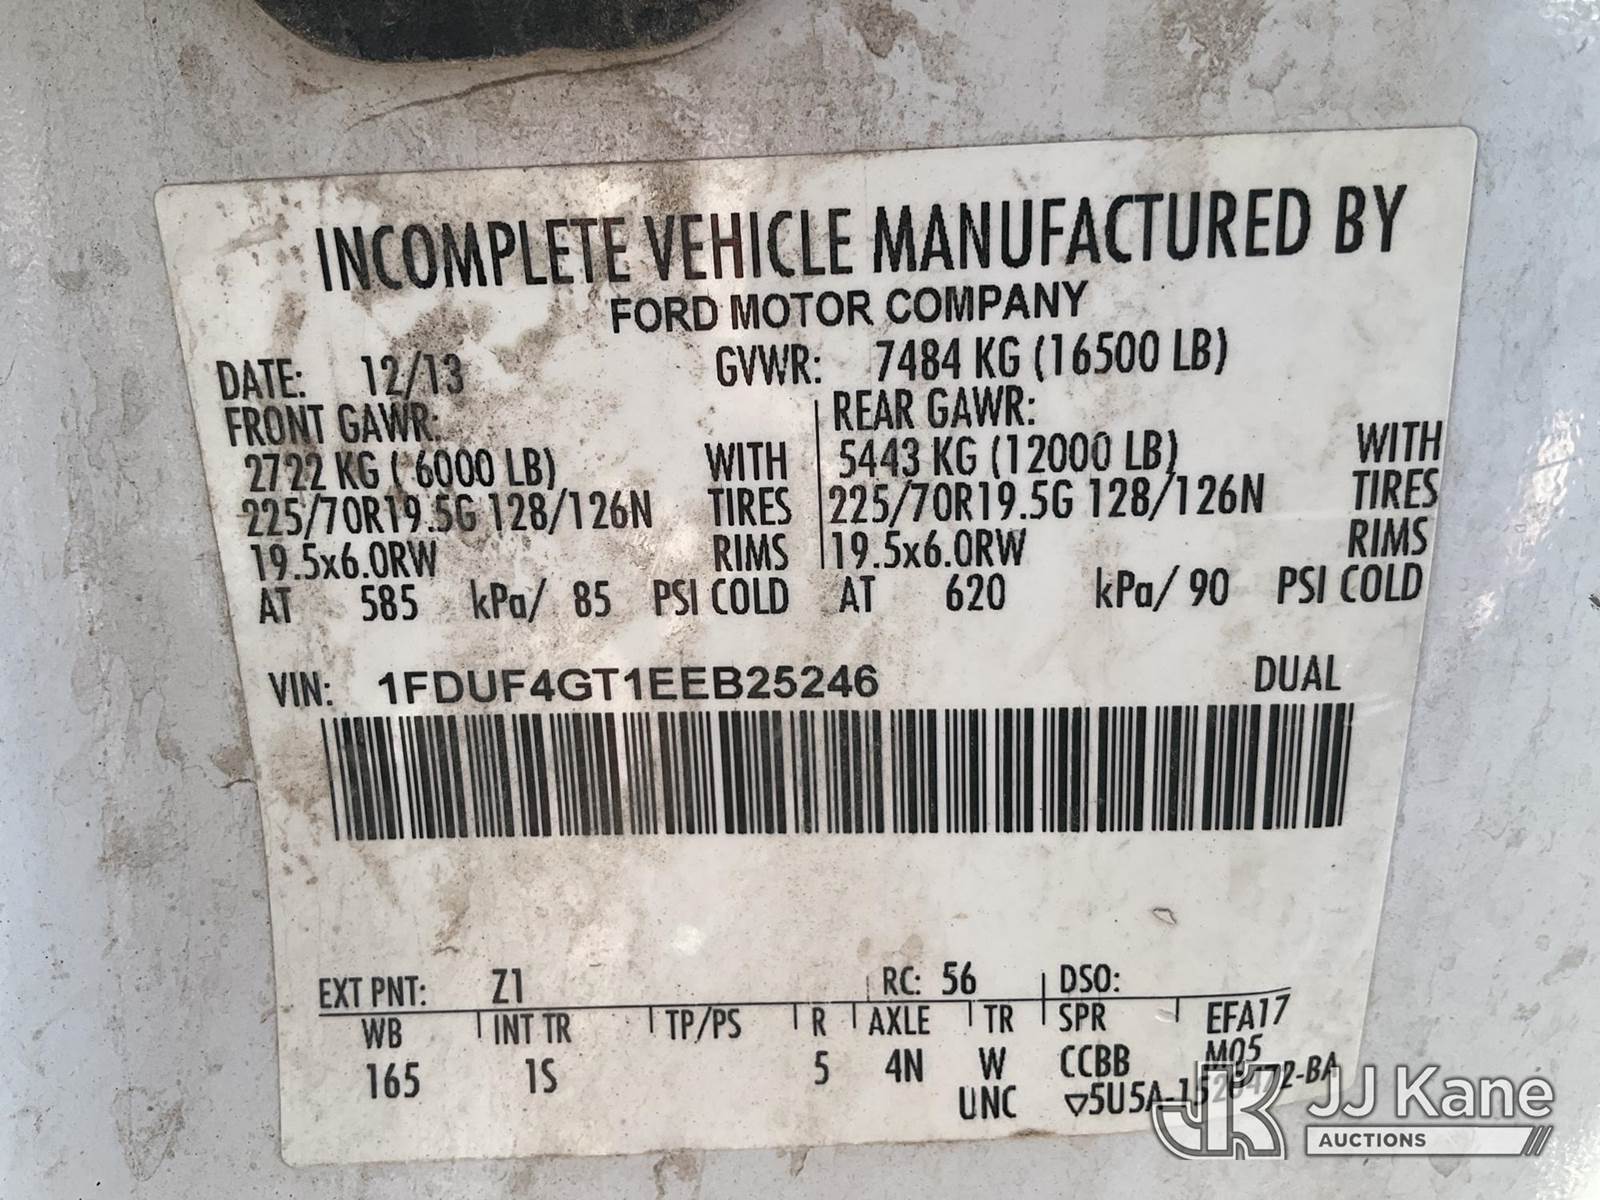 INCOMPLETE VEHICLE MANUFACTURED BY
FORD MOTOR COMPANY
DATE: 12/13 GVWR: 7484 KG (16500 LB)
FRONT GAWR: REAR GAWR:
2722 KG ( 6000 LB) WITH 5443 KG (12000 LB) WITH
225/70R19.5G 128/126N TIRES 225/70R19.5G 128/126N TIRES
19.5x6.0RW RIMS 19.5x6.0RW RIMS
AT 585 kPa/ 85 PSI COLD AT 620 kPa/ 90 PSI COLD
VIN: 1FDUF4GT1EEB25246 DUAL
EXT PNT: Z1 RC: 56 DSO:
WB INT TR TP/PS R AXLE TR SPR EFA17
165 1S 5 4N W CCBB M05
UNC
JJ Kane
AUCTIONS